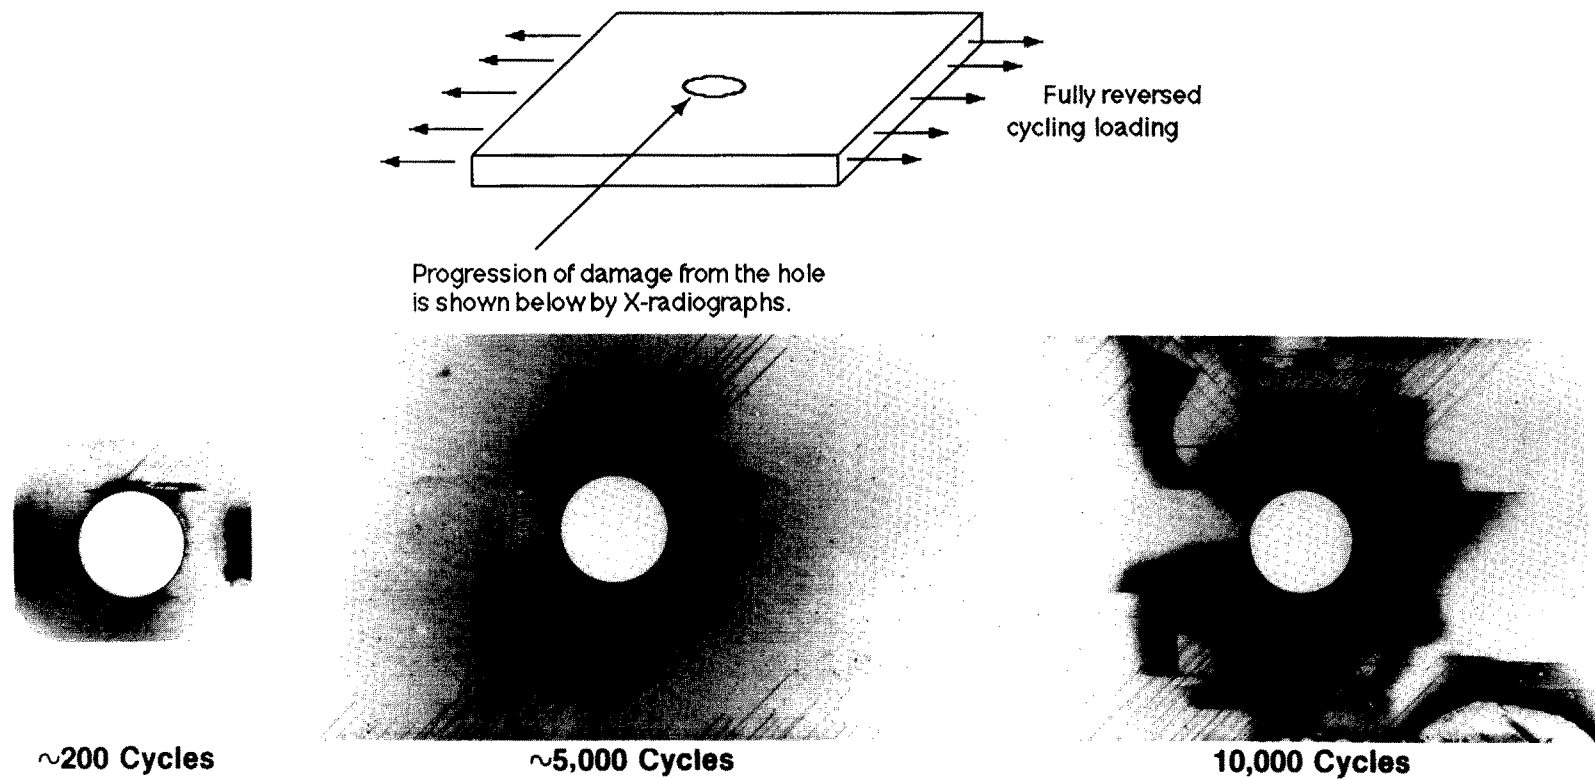 Fully reversed
cycling loading
Progression of damage from the hole
is shown below by X-radiographs.
~200 Cycles
~5,000 Cycles
10,000 Cycles